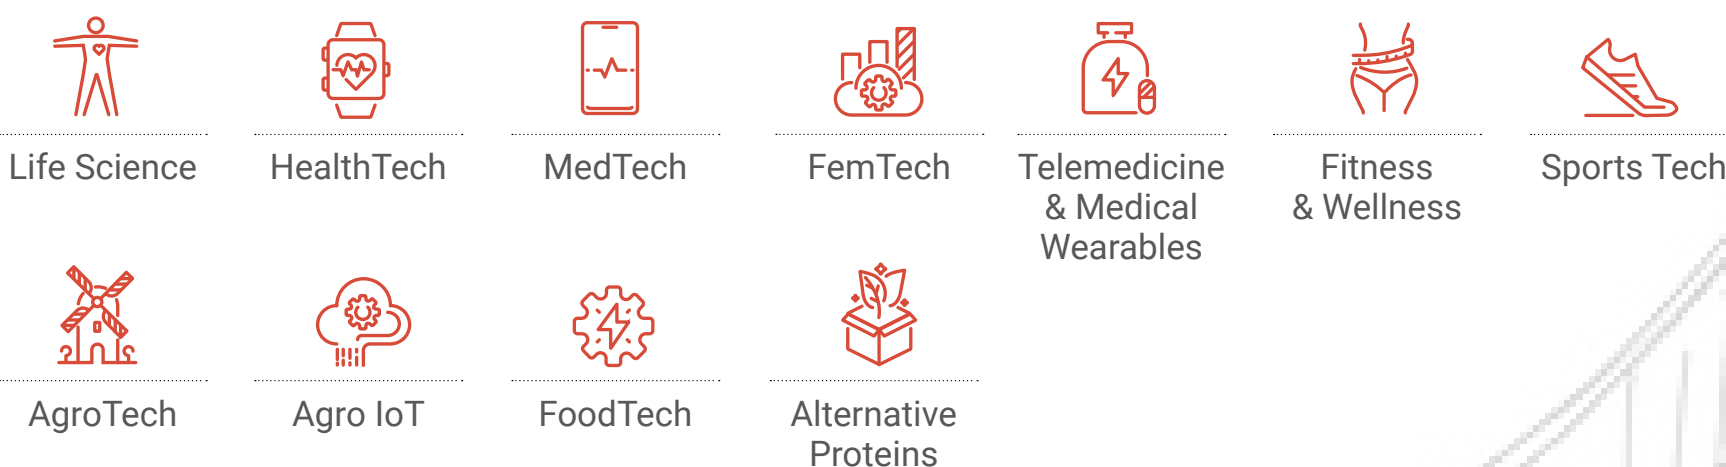 Life Science
HealthTech
MedTech
FemTech
Telemedicine
& Medical
Wearables
Fitness
& Wellness
Sports Tech
AgroTech
Agro IoT
FoodTech
Alternative
Proteins